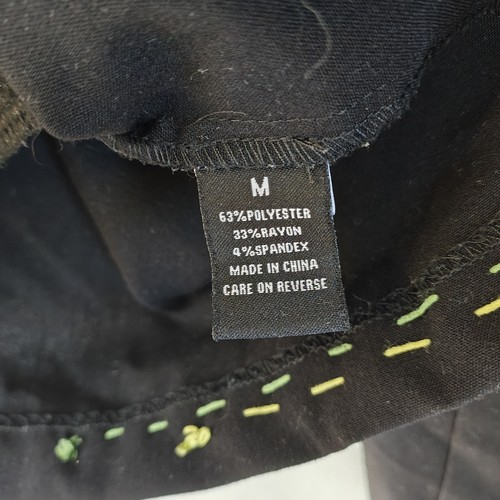 M
63%POLYESTER
33%RAYON
4%SPANDEX
MADE IN CHINA
CARE ON REVERSE